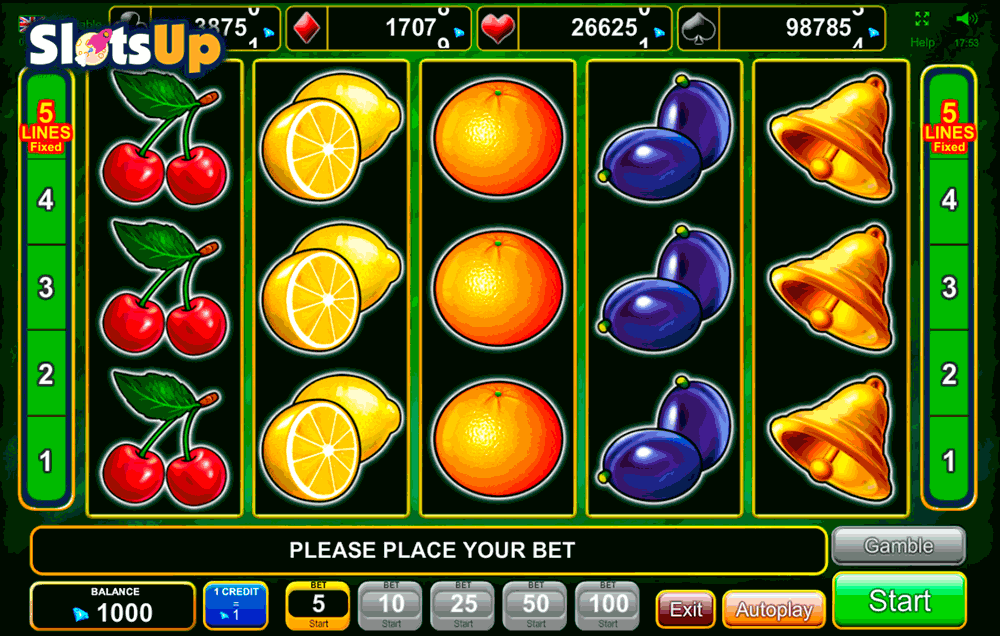 SlotsUp
3875
1707
26625
98785
Help 17:53
5
LINES
Fixed
4
3
2
1
5
LINES
Fixed
4
3
2
1
PLEASE PLACE YOUR BET
Gamble
BALANCE
1000
1 CREDIT
=
1
BET
5
Start
BET
10
Start
BET
25
Start
BET
50
Start
BET
100
Start
Exit
Autoplay
Start